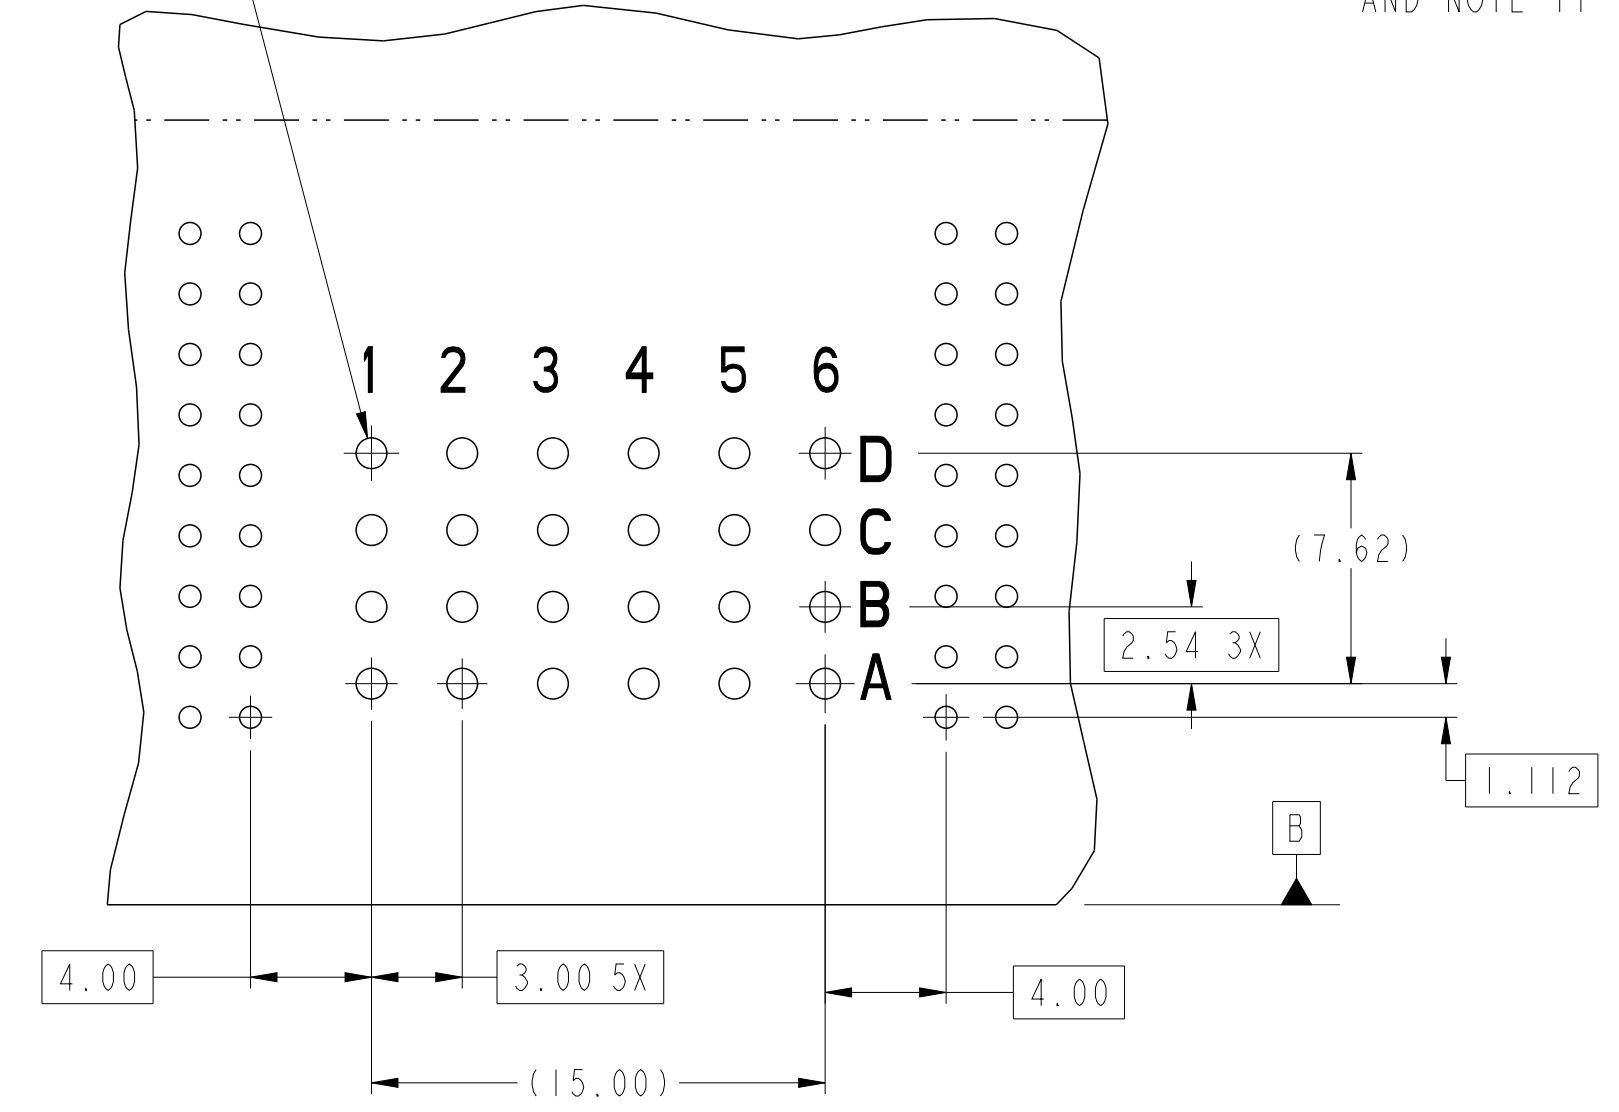 AND NOTE 11
1 2 3 4 5 6
D
C
(7.62)
B
2.54 3X
A
1.112
B
4.00
3.00 5X
4.00
(15.00)